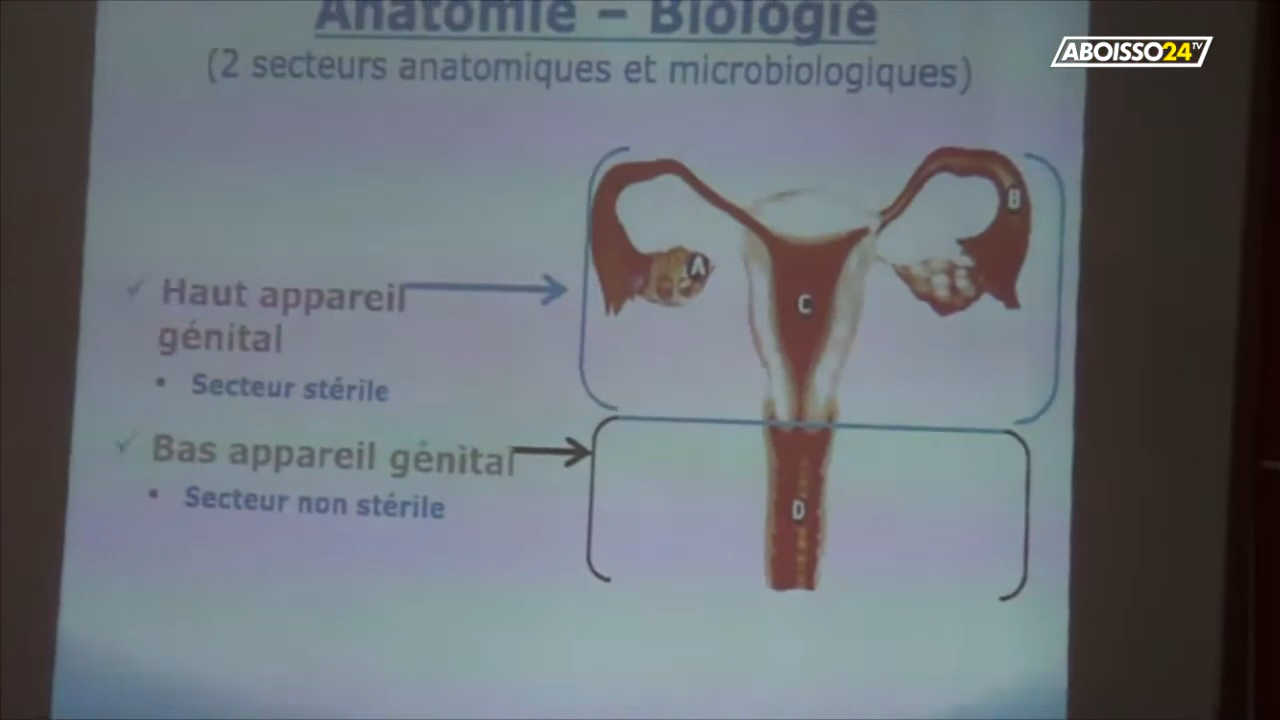 Anatomie – Biologie
(2 secteurs anatomiques et microbiologiques)
ABOISSO24TV
B
A
✓ Haut appareil
génital
C
▪ Secteur stérile
✓ Bas appareil génital
▪ Secteur non stérile
D